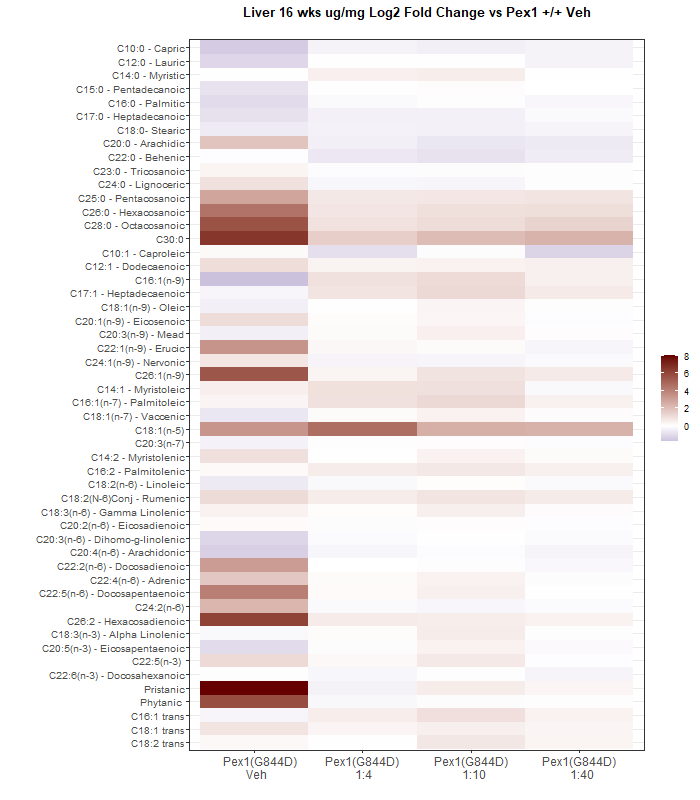 Liver 16 wks ug/mg Log2 Fold Change vs Pex1 +/+ Veh
C10:0 - Capric
C12:0 - Lauric
C14:0 - Myristic
C15:0 - Pentadecanoic
C16:0 - Palmitic
C17:0 - Heptadecanoic
C18:0- Stearic
C20:0 - Arachidic
C22:0 - Behenic
C23:0 - Tricosanoic
C24:0 - Lignoceric
C25:0 - Pentacosanoic
C26:0 - Hexacosanoic
C28:0 - Octacosanoic
C30:0
C10:1 - Caproleic
C12:1 - Dodecaenoic
C16:1(n-9)
C17:1 - Heptadecaenoic
C18:1(n-9) - Oleic
C20:1(n-9) - Eicosenoic
C20:3(n-9) - Mead
C22:1(n-9) - Erucic
C24:1(n-9) - Nervonic
C26:1(n-9)
C14:1 - Myristoleic
C16:1(n-7) - Palmitoleic
C18:1(n-7) - Vaccenic
C18:1(n-5)
C20:3(n-7)
C14:2 - Myristolenic
C16:2 - Palmitolenic
C18:2(n-6) - Linoleic
C18:2(N-6)Conj - Rumenic
C18:3(n-6) - Gamma Linolenic
C20:2(n-6) - Eicosadienoic
C20:3(n-6) - Dihomo-g-linolenic
C20:4(n-6) - Arachidonic
C22:2(n-6) - Docosadienoic
C22:4(n-6) - Adrenic
C22:5(n-6) - Docosapentaenoic
C24:2(n-6)
C26:2 - Hexacosadienoic
C18:3(n-3) - Alpha Linolenic
C20:5(n-3) - Eicosapentaenoic
C22:5(n-3)
C22:6(n-3) - Docosahexanoic
Pristanic
Phytanic
C16:1 trans
C18:1 trans
C18:2 trans
Pex1(G844D) Pex1(G844D) Pex1(G844D) Pex1(G844D)
Veh 1:4 1:10 1:40
8
6
4
2
0